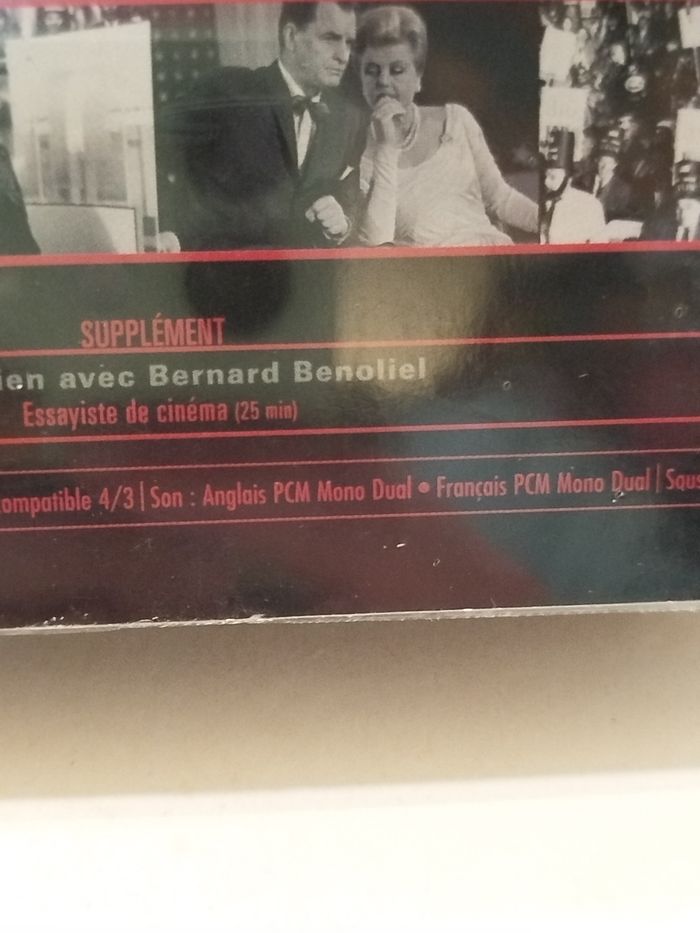 SUPPLÉMENT
ien avec Bernard Benoliel
Essayiste de cinéma (25 min)
ompatible 4/3 | Son : Anglais PCM Mono Dual • Français PCM Mono Dual | Sous